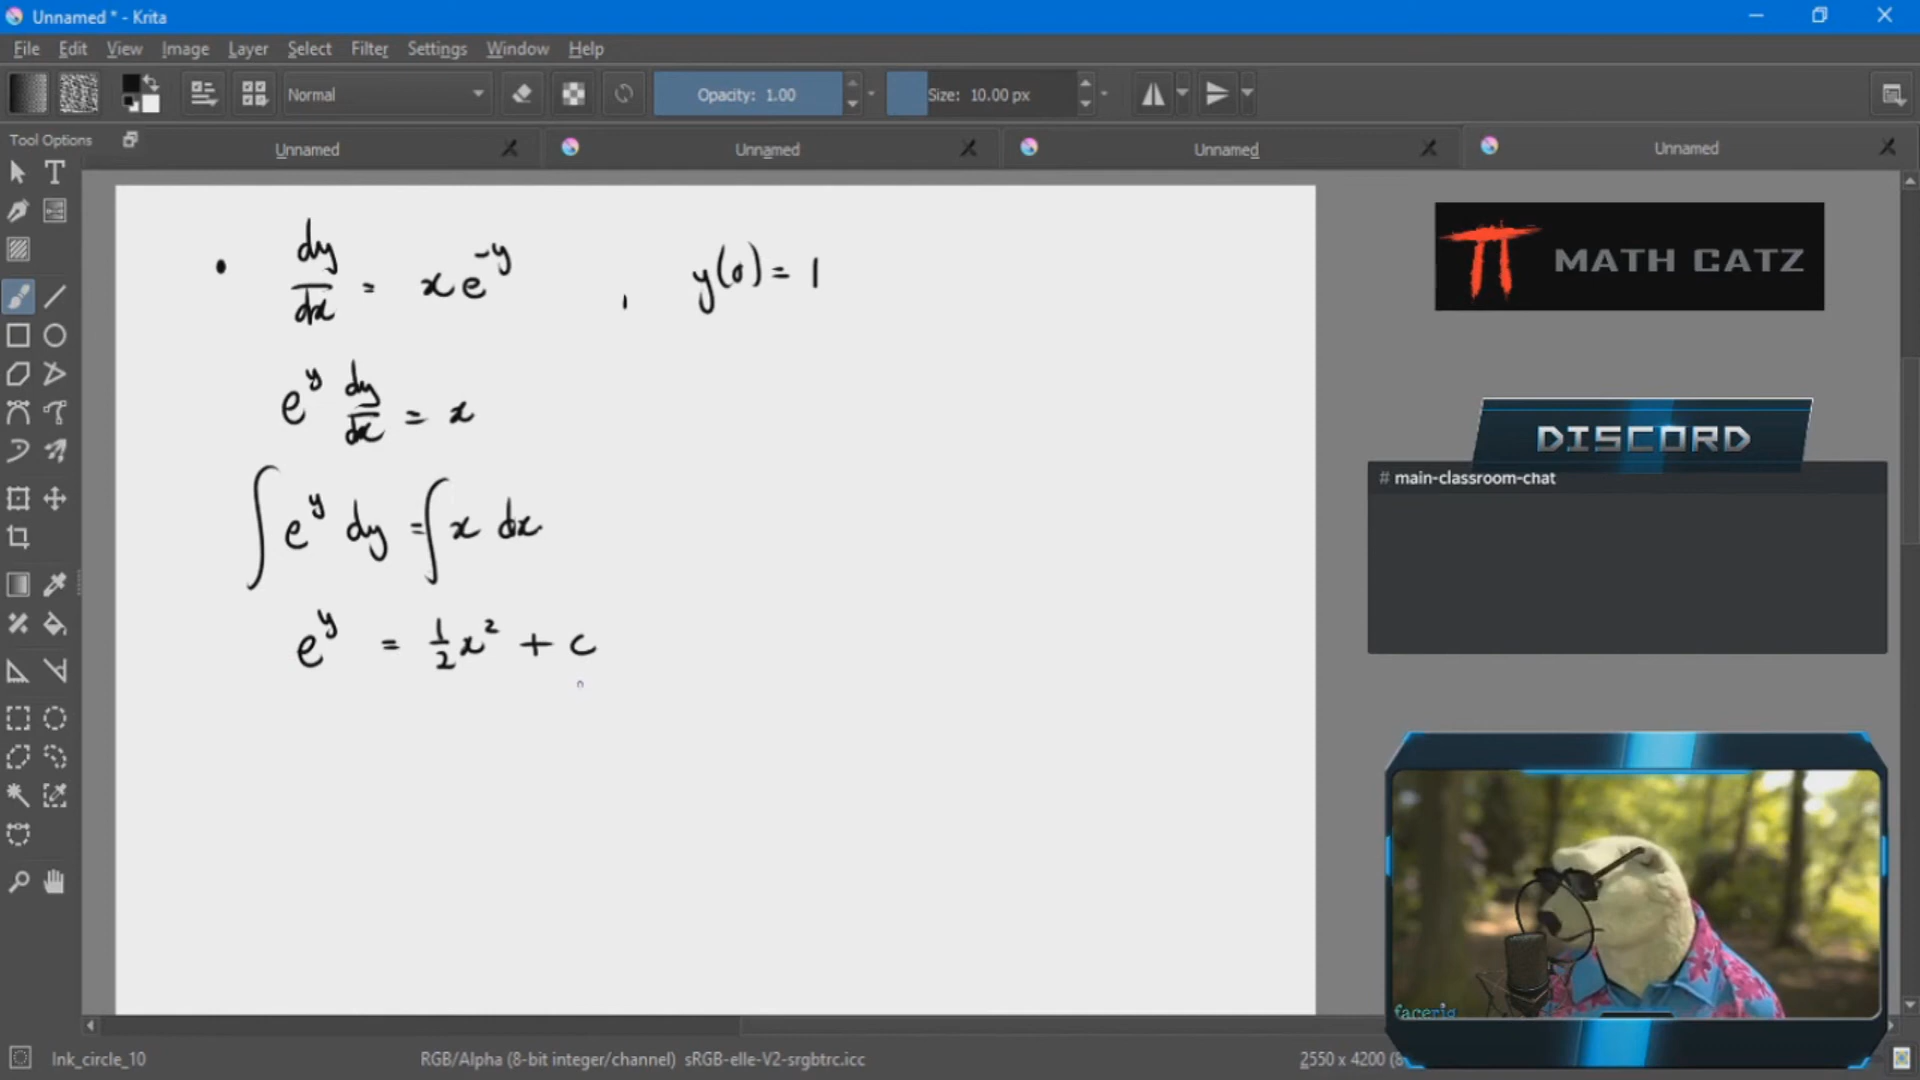 Unnamed * - Krita
File Edit View Image Layer Select Filter Settings Window Help
Normal Opacity: 1.00 Size: 10.00 px
Tool Options Unnamed Unnamed Unnamed Unnamed
• dy/dx = xe^-y , y(0) = 1
e^y dy/dx = x
∫ e^y dy = ∫ x dx
e^y = 1/2 x² + c
π MATH CATZ
DISCORD
# main-classroom-chat
facerig
Ink_circle_10 RGB/Alpha (8-bit integer/channel) sRGB-elle-V2-srgbtrc.icc 2550 x 4200 (8